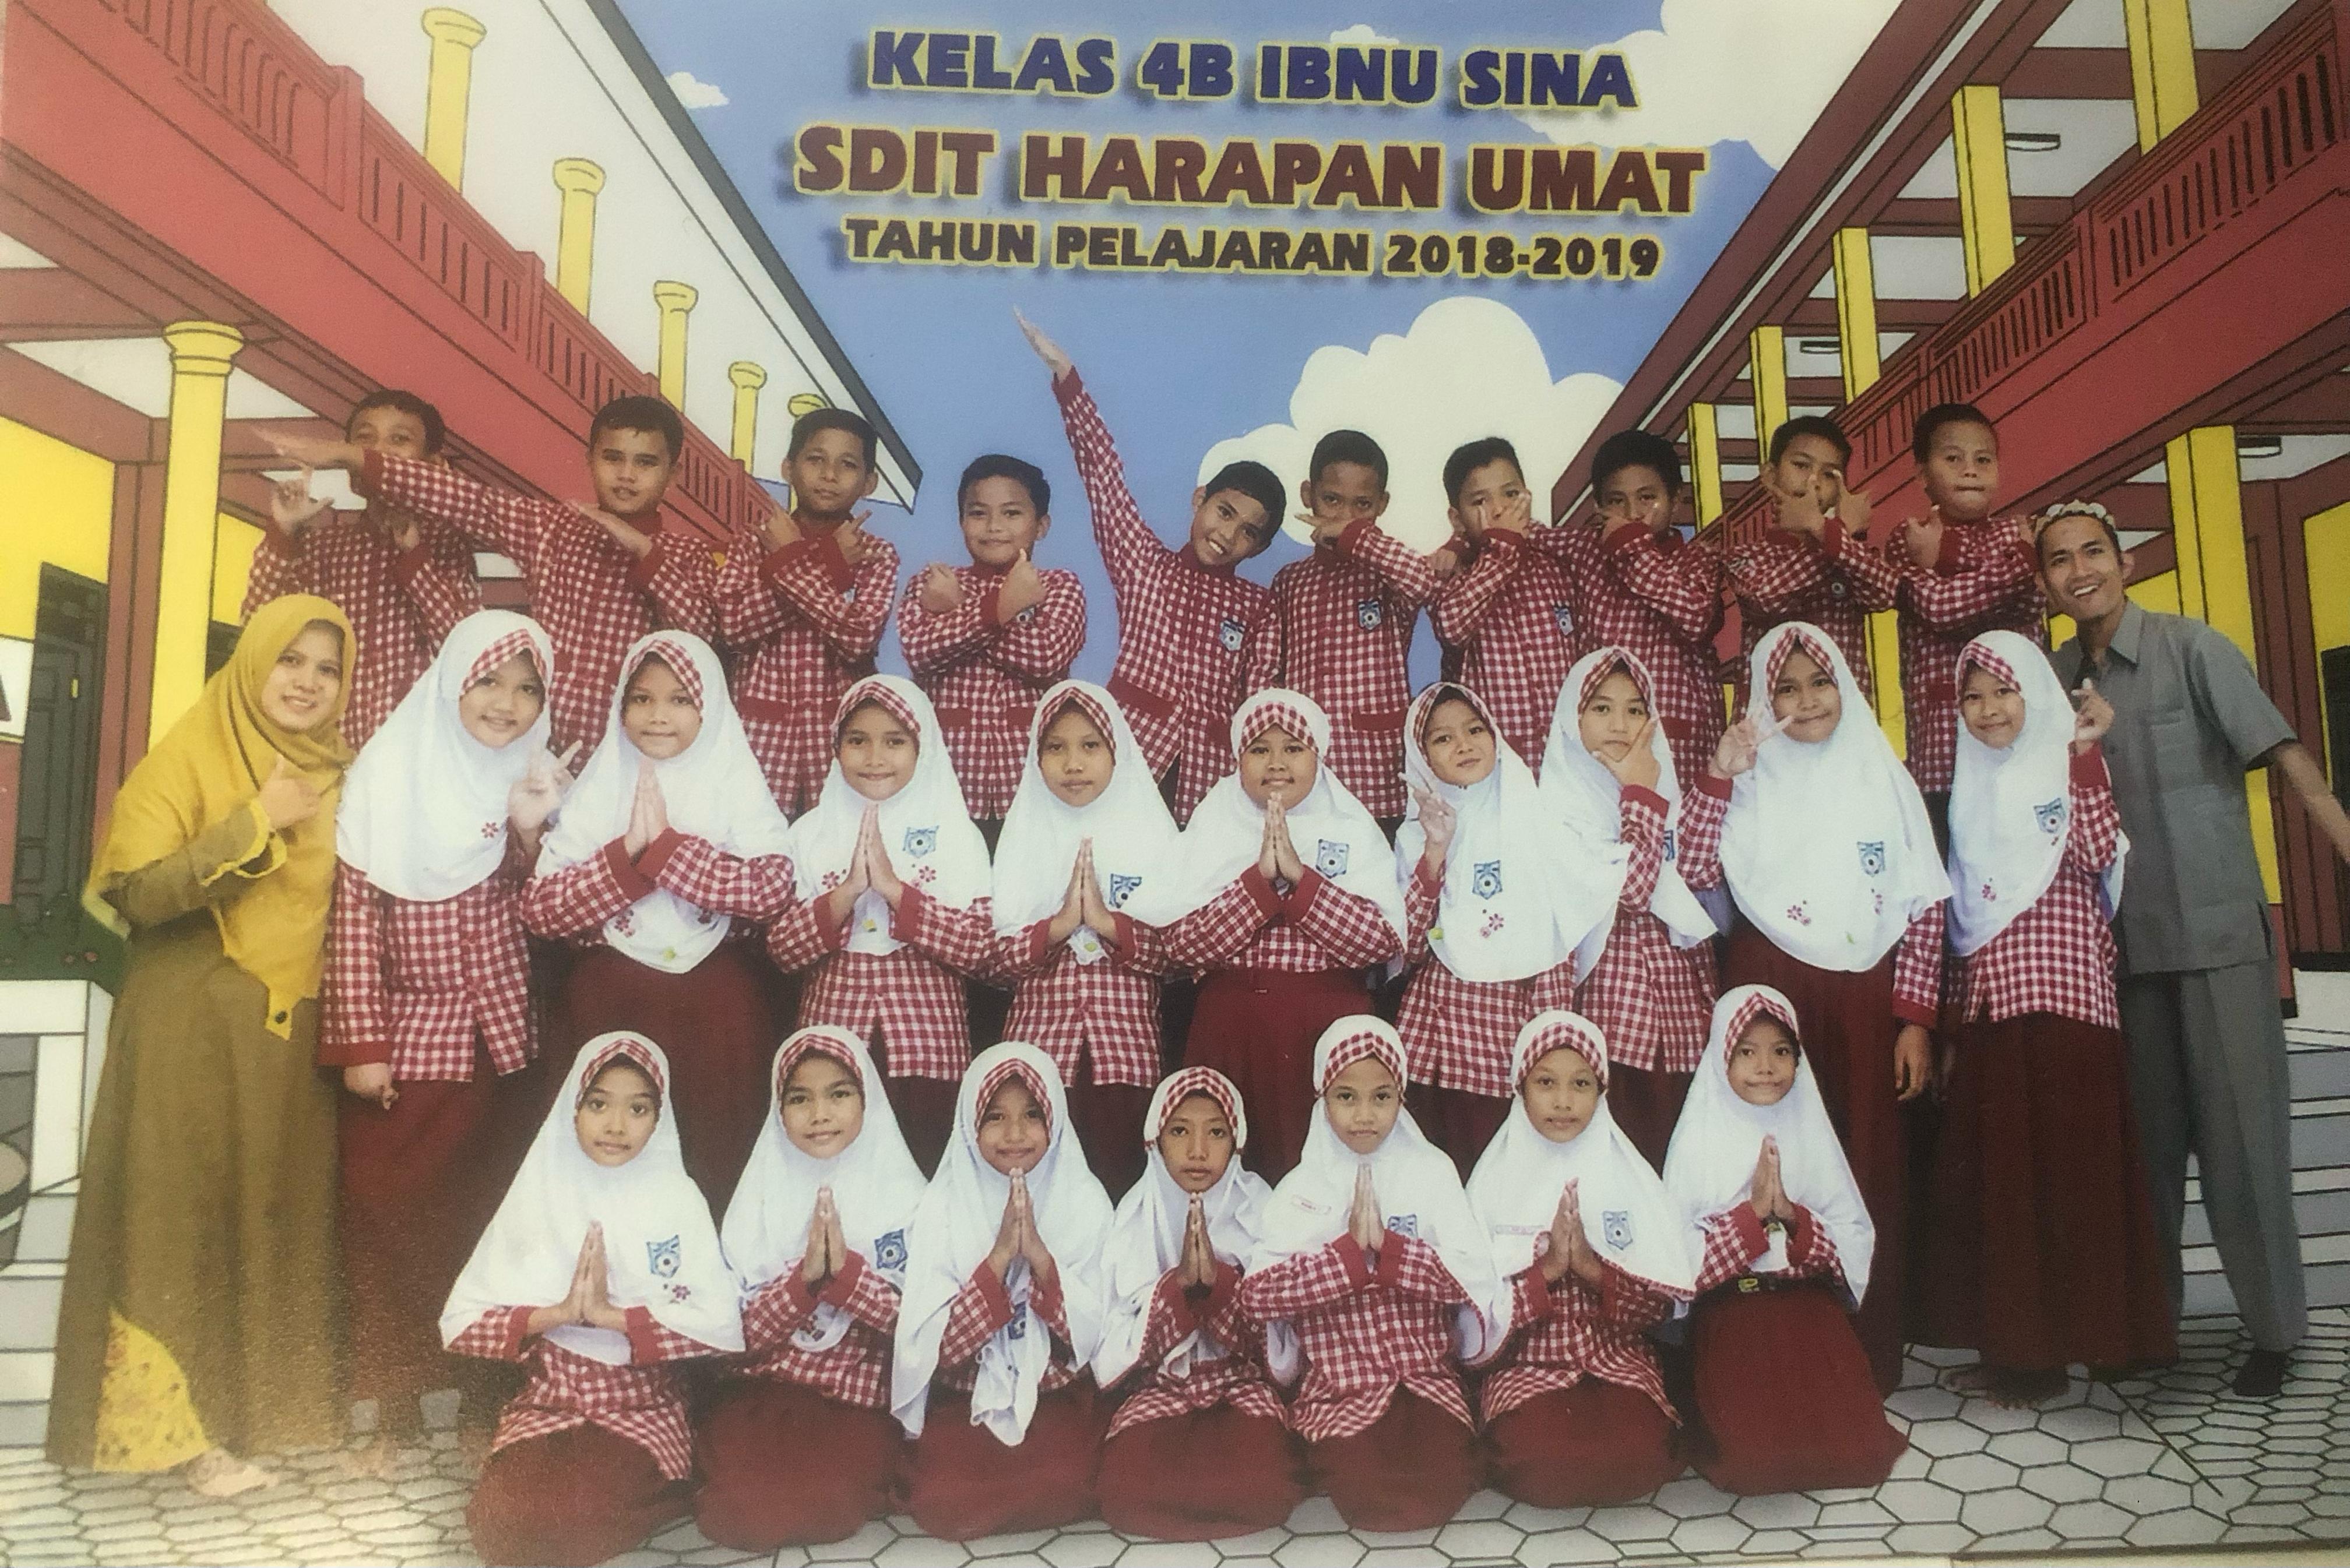 KELAS 4B IBNU SINA
SDIT HARAPAN UMAT
TAHUN PELAJARAN 2018-2019